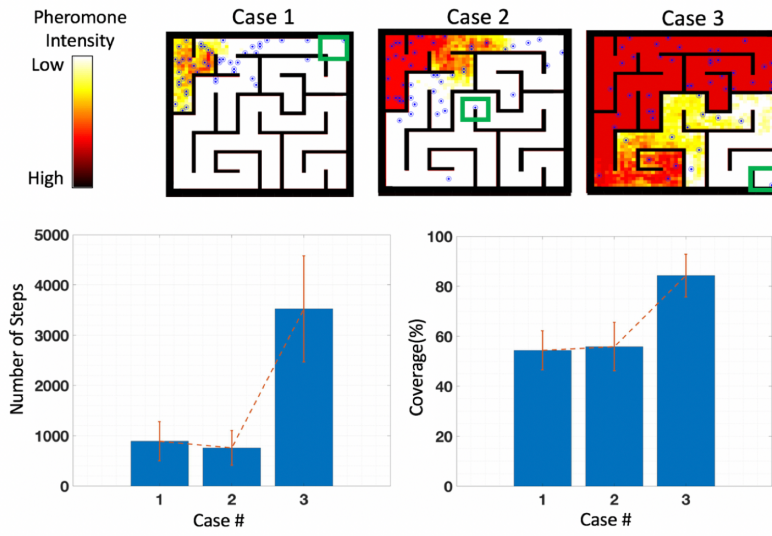 Pheromone
Intensity
Low
High
Case 1
Case 2
Case 3
5000
4000
3000
2000
1000
0
Number of Steps
1
2
3
Case #
100
80
60
40
20
0
Coverage(%)
1
2
3
Case #